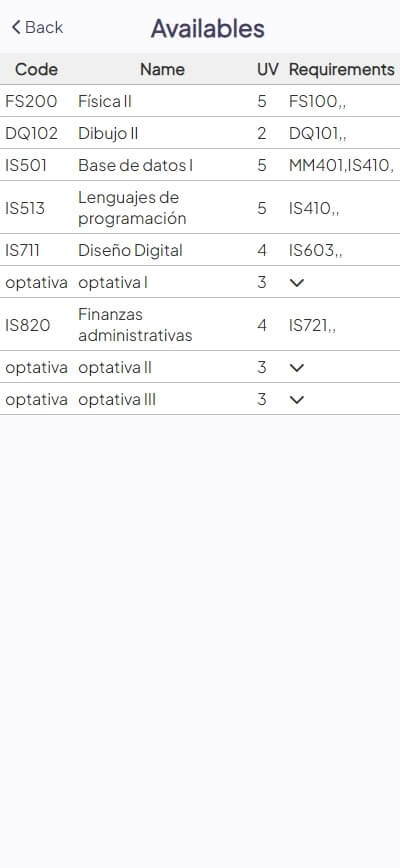 Back
Availables
Code Name UV Requirements
FS200 Física II 5 FS100,,
DQ102 Dibujo II 2 DQ101,,
IS501 Base de datos I 5 MM401,IS410,
IS513 Lenguajes de programación 5 IS410,,
IS711 Diseño Digital 4 IS603,,
optativa optativa I 3
IS820 Finanzas administrativas 4 IS721,,
optativa optativa II 3
optativa optativa III 3